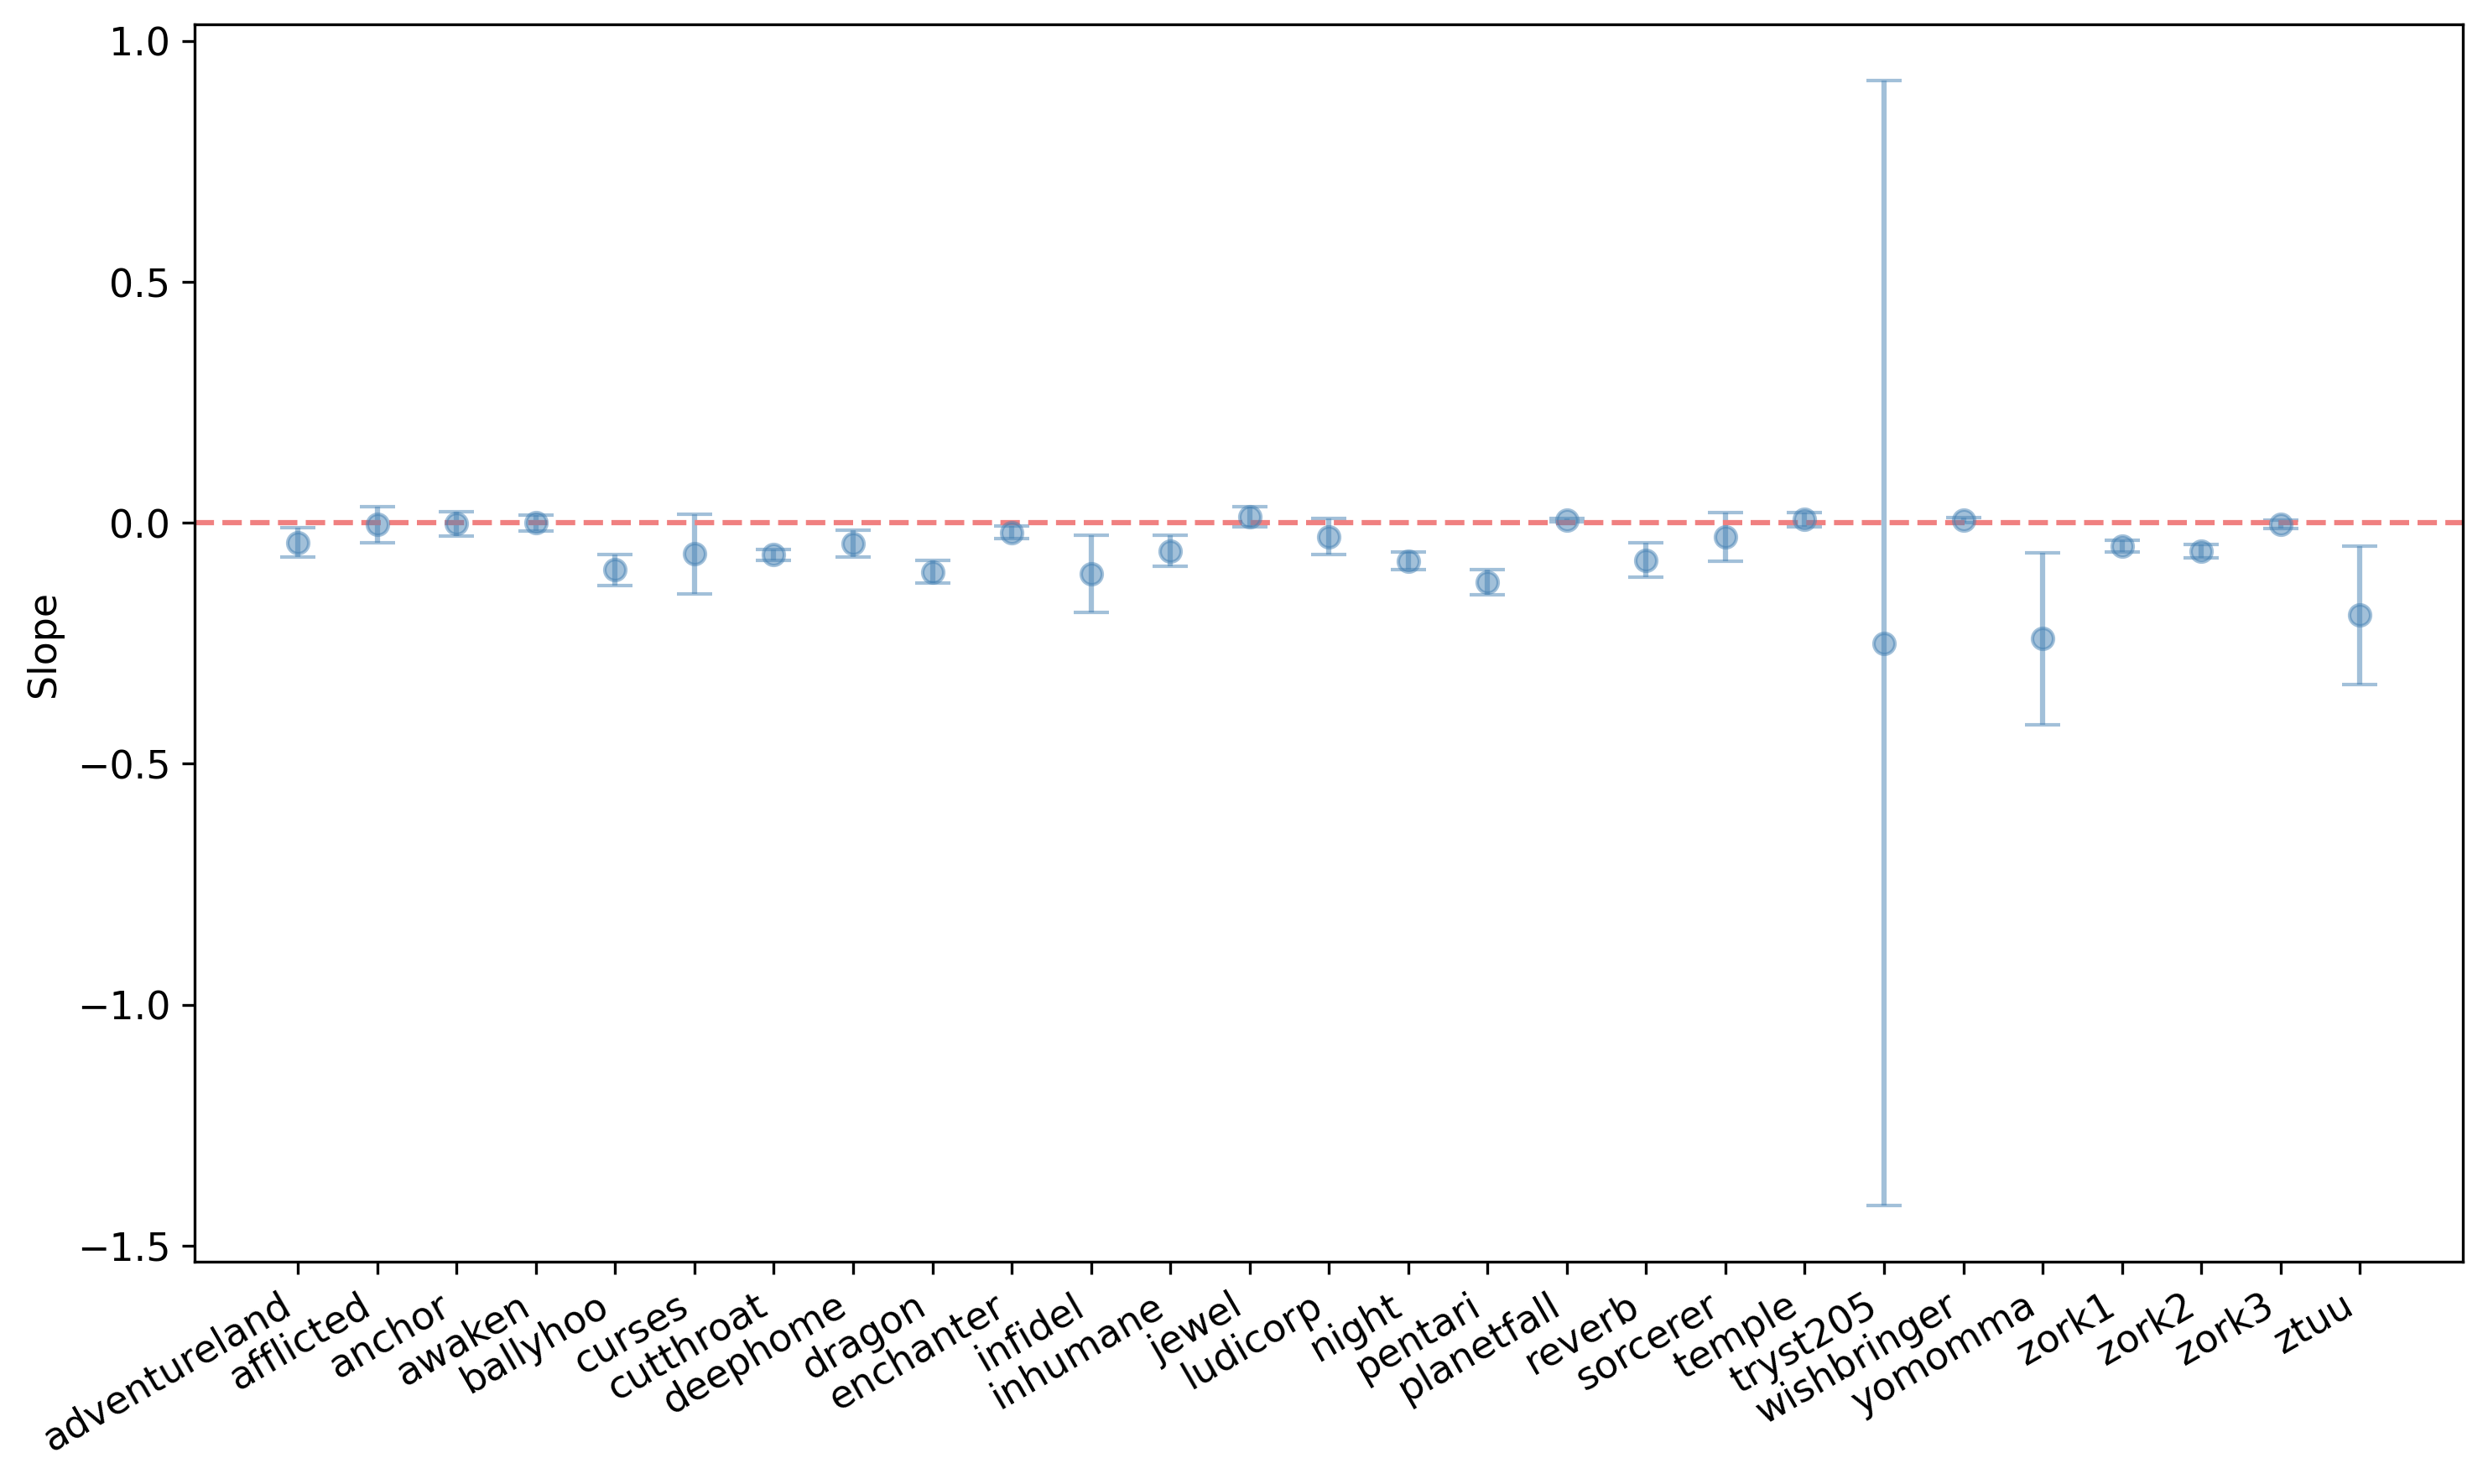 1.0
0.5
0.0
−0.5
−1.0
−1.5
Slope
adventureland
afflicted
anchor
awaken
ballyhoo
curses
cutthroat
deephome
dragon
enchanter
infidel
inhumane
jewel
ludicorp
night
pentari
planetfall
reverb
sorcerer
temple
tryst205
wishbringer
yomomma
zork1
zork2
zork3
ztuu